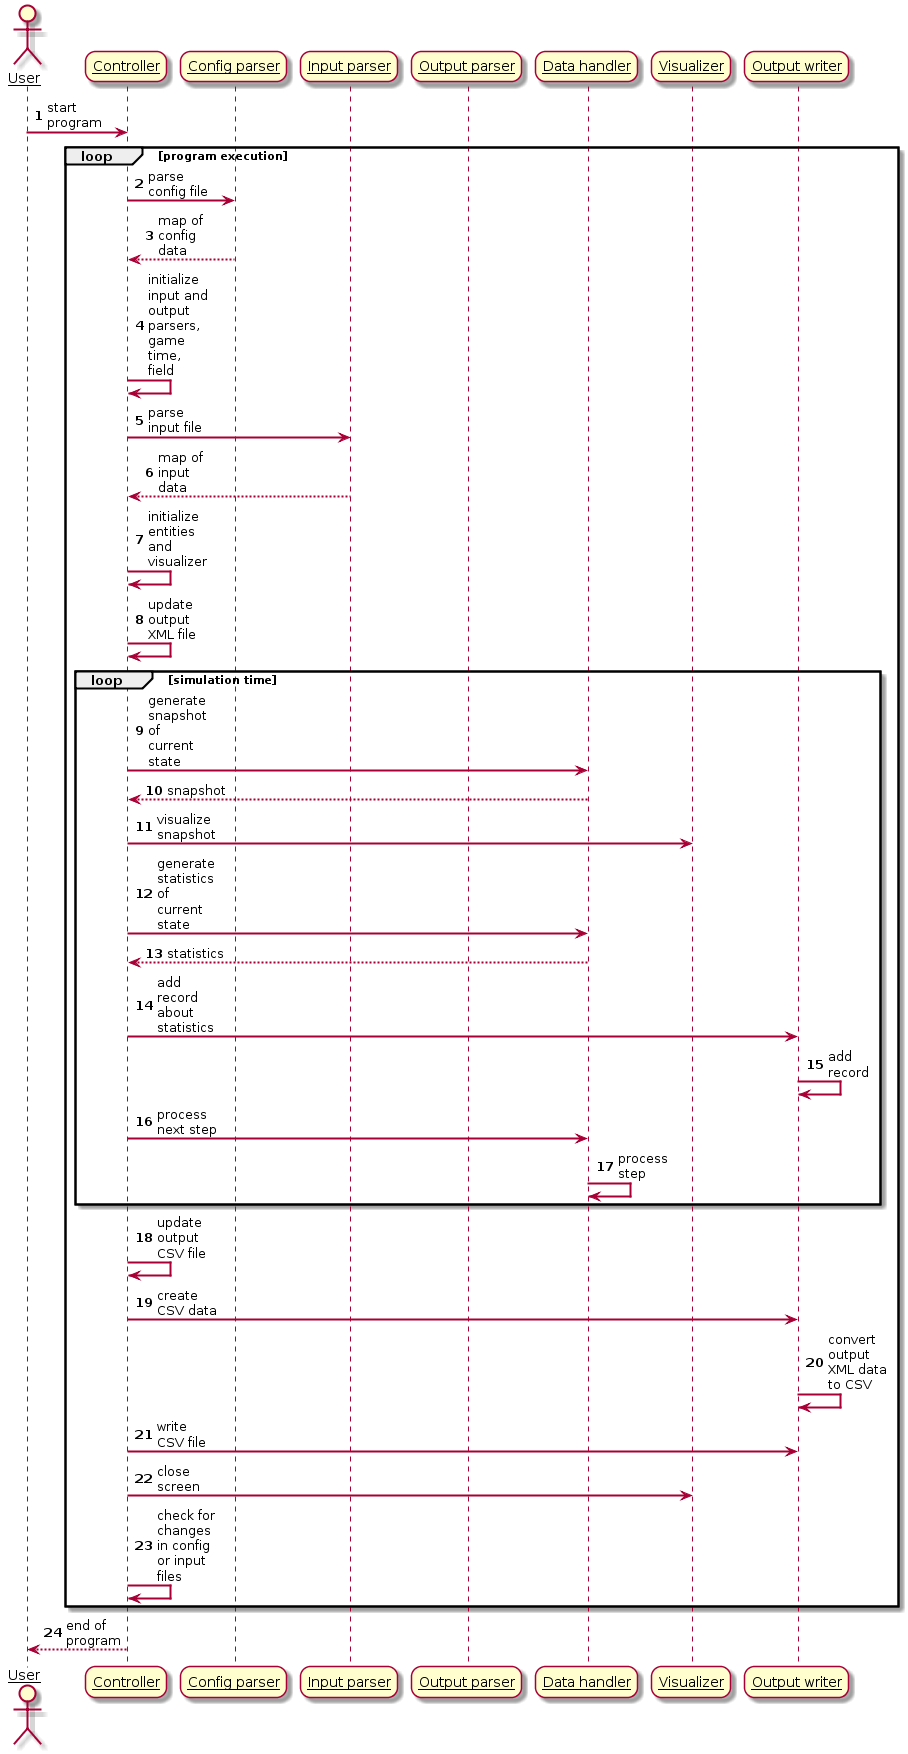 User
Controller
Config parser
Input parser
Output parser
Data handler
Visualizer
Output writer
1 start
program
loop [program execution]
2 parse
config file
3 map of
config
data
4 initialize
input and
output
parsers,
game
time,
field
5 parse
input file
6 map of
input
data
7 initialize
entities
and
visualizer
8 update
output
XML file
loop [simulation time]
9 generate
snapshot
of
current
state
10 snapshot
11 visualize
snapshot
12 generate
statistics
of
current
state
13 statistics
14 add
record
about
statistics
15 add
record
16 process
next step
17 process
step
18 update
output
CSV file
19 create
CSV data
20 convert
output
XML data
to CSV
21 write
CSV file
22 close
screen
23 check for
changes
in config
or input
files
24 end of
program
User
Controller
Config parser
Input parser
Output parser
Data handler
Visualizer
Output writer